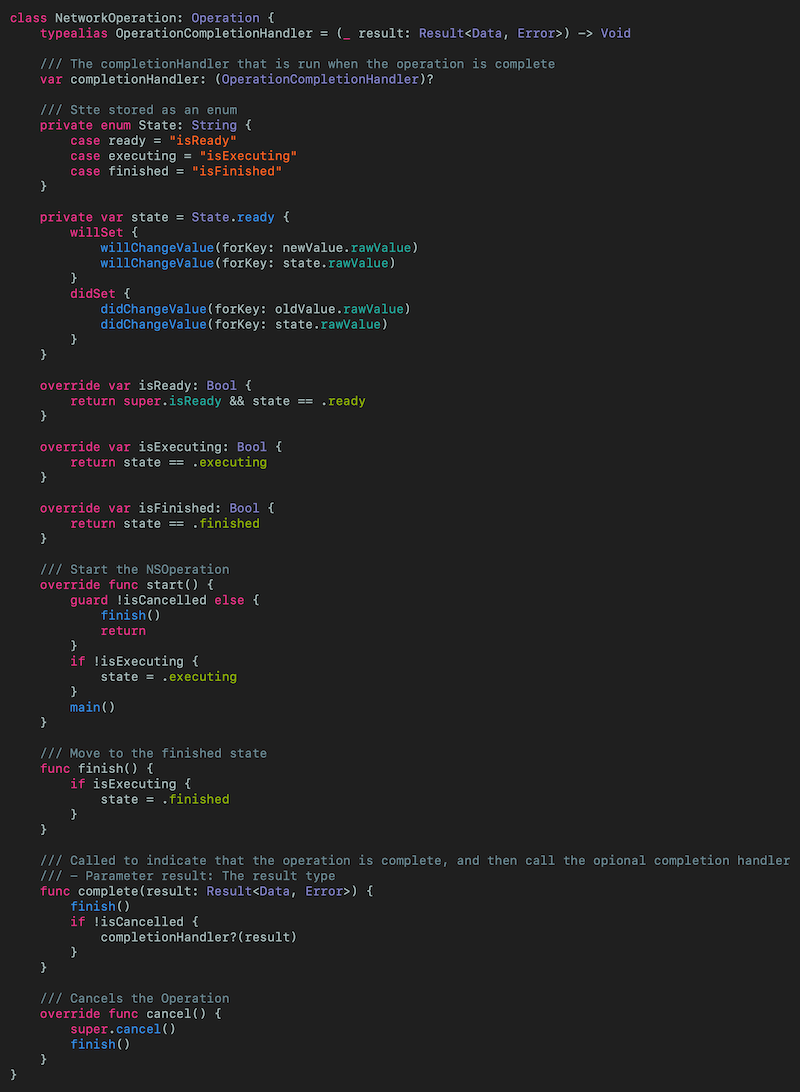 class NetworkOperation: Operation {
    typealias OperationCompletionHandler = (_ result: Result<Data, Error>) -> Void

    /// The completionHandler that is run when the operation is complete
    var completionHandler: (OperationCompletionHandler)?

    /// Stte stored as an enum
    private enum State: String {
        case ready = "isReady"
        case executing = "isExecuting"
        case finished = "isFinished"
    }

    private var state = State.ready {
        willSet {
            willChangeValue(forKey: newValue.rawValue)
            willChangeValue(forKey: state.rawValue)
        }
        didSet {
            didChangeValue(forKey: oldValue.rawValue)
            didChangeValue(forKey: state.rawValue)
        }
    }

    override var isReady: Bool {
        return super.isReady && state == .ready
    }

    override var isExecuting: Bool {
        return state == .executing
    }

    override var isFinished: Bool {
        return state == .finished
    }

    /// Start the NSOperation
    override func start() {
        guard !isCancelled else {
            finish()
            return
        }
        if !isExecuting {
            state = .executing
        }
        main()
    }

    /// Move to the finished state
    func finish() {
        if isExecuting {
            state = .finished
        }
    }

    /// Called to indicate that the operation is complete, and then call the opional completion handler
    /// – Parameter result: The result type
    func complete(result: Result<Data, Error>) {
        finish()
        if !isCancelled {
            completionHandler?(result)
        }
    }

    /// Cancels the Operation
    override func cancel() {
        super.cancel()
        finish()
    }
}